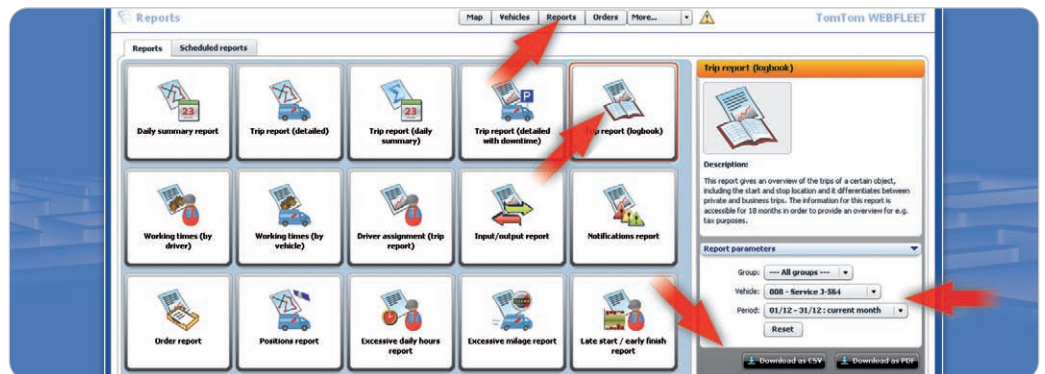 Reports
Map Vehicles Reports Orders More...
TomTom WEBFLEET
Reports Scheduled reports
Daily summary report
Trip report (detailed)
Trip report (daily
summary)
Trip report (detailed
with downtime)
report (logbook)
Working times (by
driver)
Working times (by
vehicle)
Driver assignment (trip
report)
Input/output report
Notifications report
Order report
Positions report
Excessive daily hours
report
Excessive milage report
Late start / early finish
report
Trip report (logbook)
Description:
This report gives an overview of the trips of a certain object,
including the start and stop location and it differentiates between
private and business trips. The information for this report is
accessible for 18 months in order to provide an overview for e.g.
tax purposes.
Report parameters
Group: --- All groups ---
Vehicle: 008 - Service J-564
Period: 01/12 - 31/12 : current month
Reset
Download as CSV Download as PDF